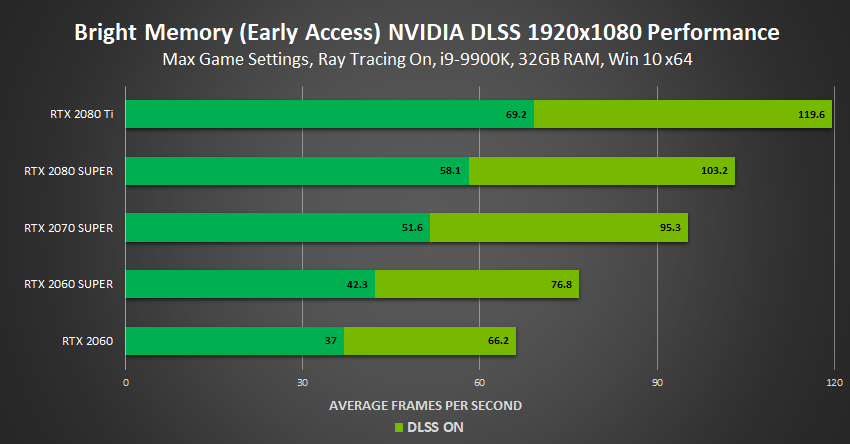 Bright Memory (Early Access) NVIDIA DLSS 1920x1080 Performance
Max Game Settings, Ray Tracing On, i9-9900K, 32GB RAM, Win 10 x64
RTX 2080 Ti 69.2 119.6
RTX 2080 SUPER 58.1 103.2
RTX 2070 SUPER 51.6 95.3
RTX 2060 SUPER 42.3 76.8
RTX 2060 37 66.2
0 30 60 90 120
AVERAGE FRAMES PER SECOND
DLSS ON